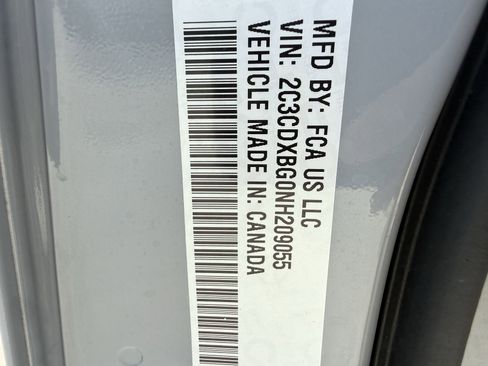 MFD BY: FCA US LLC
VIN: 2C3CDXBG0NH209055
VEHICLE MADE IN: CANADA